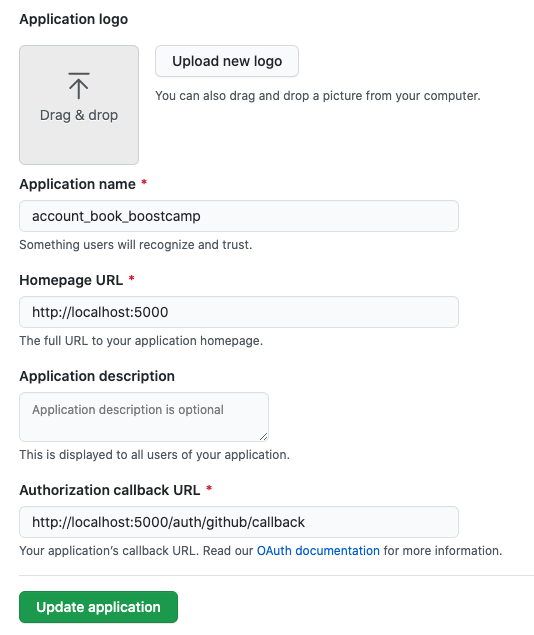 Application logo
Upload new logo
Drag & drop
You can also drag and drop a picture from your computer.
Application name *
account_book_boostcamp
Something users will recognize and trust.
Homepage URL *
http://localhost:5000
The full URL to your application homepage.
Application description
Application description is optional
This is displayed to all users of your application.
Authorization callback URL *
http://localhost:5000/auth/github/callback
Your application's callback URL. Read our OAuth documentation for more information.
Update application